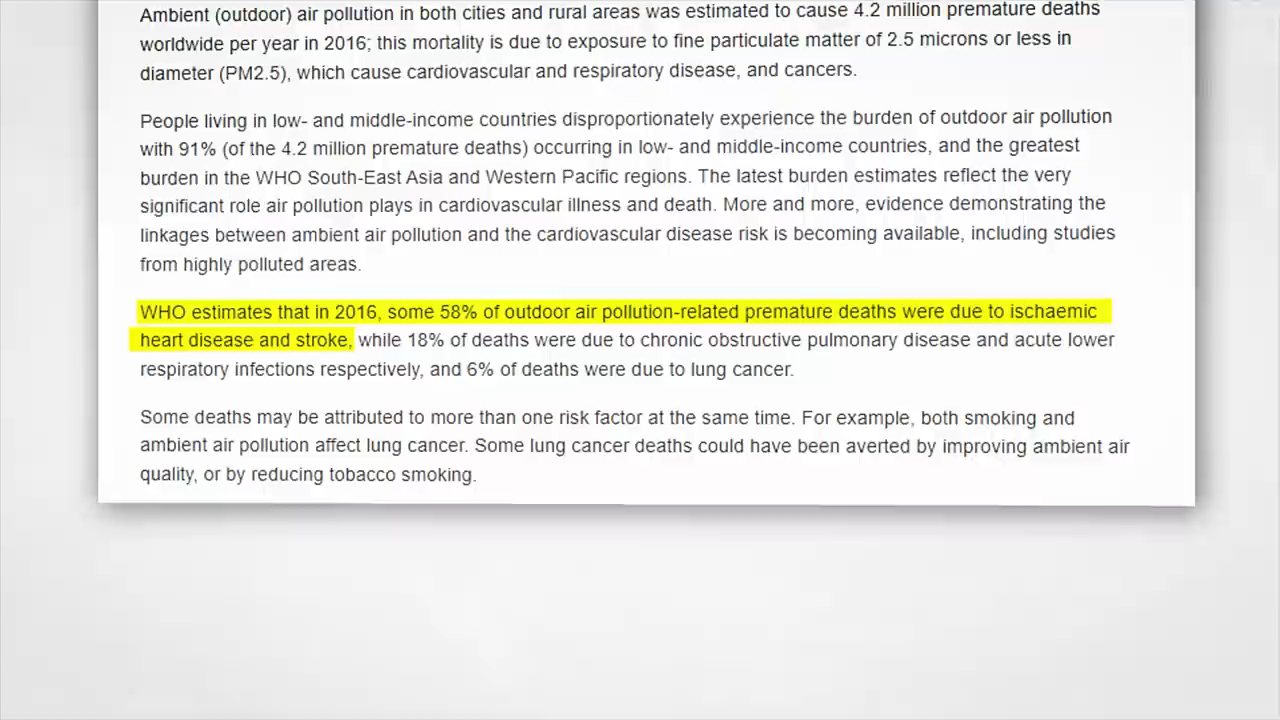 Ambient (outdoor) air pollution in both cities and rural areas was estimated to cause 4.2 million premature deaths
worldwide per year in 2016; this mortality is due to exposure to fine particulate matter of 2.5 microns or less in
diameter (PM2.5), which cause cardiovascular and respiratory disease, and cancers.
People living in low- and middle-income countries disproportionately experience the burden of outdoor air pollution
with 91% (of the 4.2 million premature deaths) occurring in low- and middle-income countries, and the greatest
burden in the WHO South-East Asia and Western Pacific regions. The latest burden estimates reflect the very
significant role air pollution plays in cardiovascular illness and death. More and more, evidence demonstrating the
linkages between ambient air pollution and the cardiovascular disease risk is becoming available, including studies
from highly polluted areas.
WHO estimates that in 2016, some 58% of outdoor air pollution-related premature deaths were due to ischaemic
heart disease and stroke, while 18% of deaths were due to chronic obstructive pulmonary disease and acute lower
respiratory infections respectively, and 6% of deaths were due to lung cancer.
Some deaths may be attributed to more than one risk factor at the same time. For example, both smoking and
ambient air pollution affect lung cancer. Some lung cancer deaths could have been averted by improving ambient air
quality, or by reducing tobacco smoking.